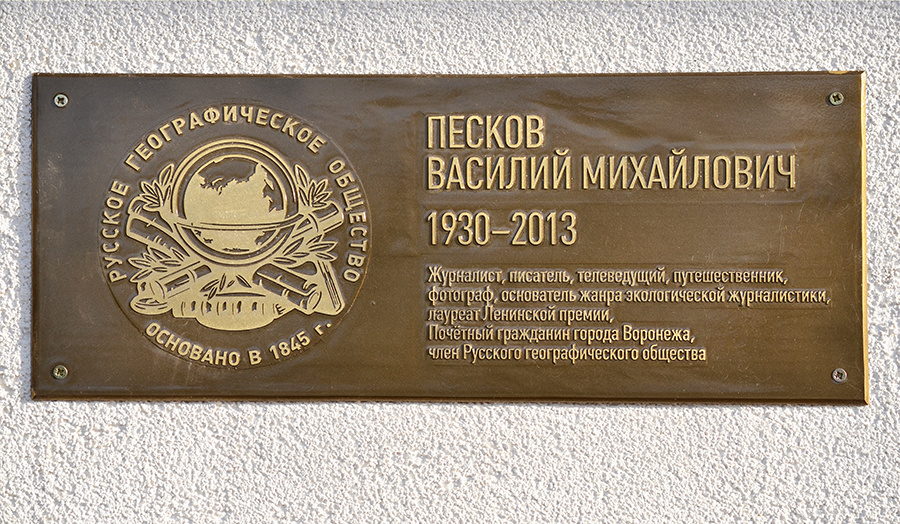 РУССКОЕ ГЕОГРАФИЧЕСКОЕ ОБЩЕСТВО
ОСНОВАНО В 1845 г.
ПЕСКОВ
ВАСИЛИЙ МИХАЙЛОВИЧ
1930–2013
Журналист, писатель, телеведущий, путешественник,
фотограф, основатель жанра экологической журналистики,
лауреат Ленинской премии,
Почётный гражданин города Воронежа,
член Русского географического общества